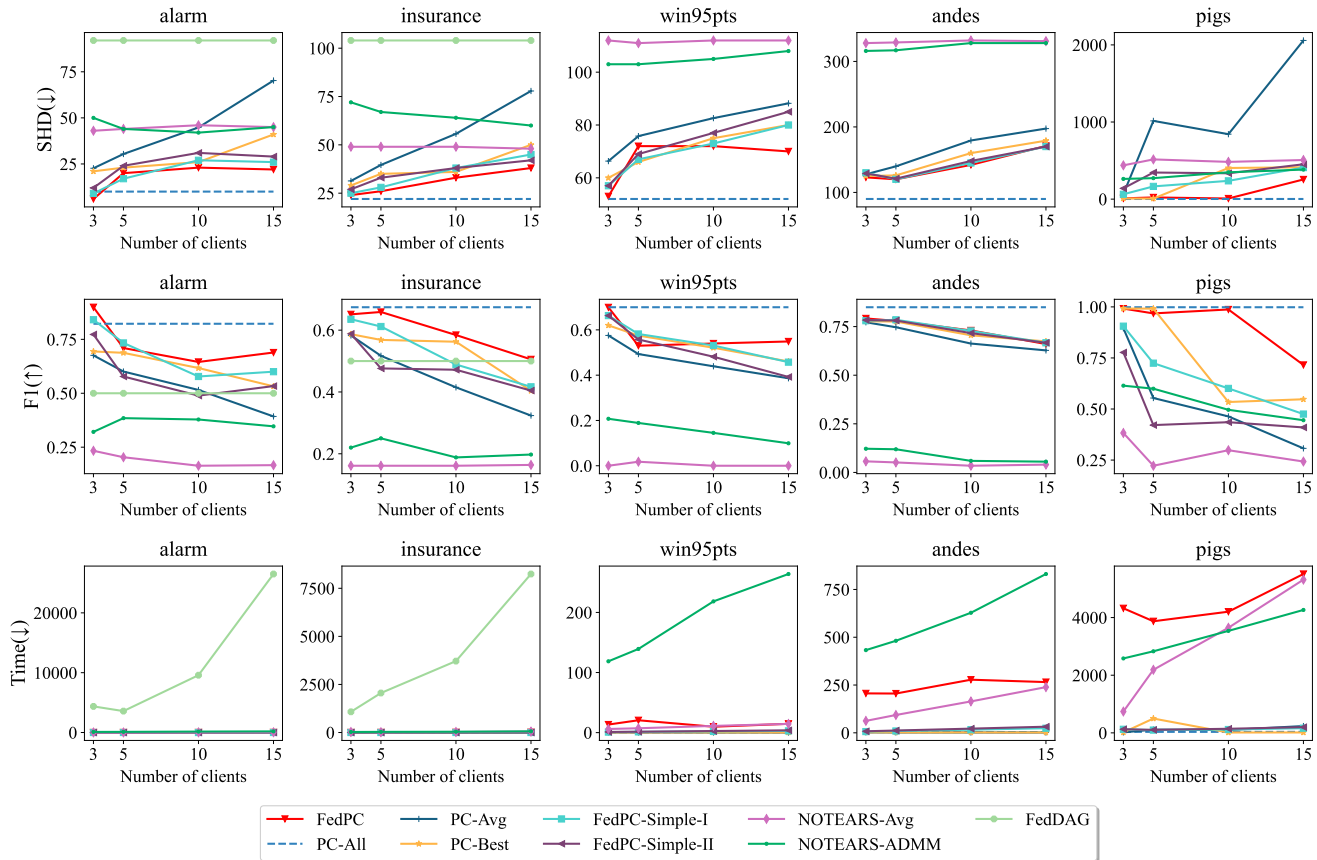 alarm insurance win95pts andes pigs
SHD(↓)
75 50 25
100 75 50 25
100 80 60
300 200 100
2000 1000 0
3 5 10 15 3 5 10 15 3 5 10 15 3 5 10 15 3 5 10 15
Number of clients Number of clients Number of clients Number of clients Number of clients
alarm insurance win95pts andes pigs
F1(↑)
0.75 0.50 0.25
0.6 0.4 0.2
0.6 0.4 0.2 0.0
0.75 0.50 0.25 0.00
1.00 0.75 0.50 0.25
3 5 10 15 3 5 10 15 3 5 10 15 3 5 10 15 3 5 10 15
Number of clients Number of clients Number of clients Number of clients Number of clients
alarm insurance win95pts andes pigs
Time(↓)
20000 10000 0
7500 5000 2500 0
200 100 0
750 500 250 0
4000 2000 0
3 5 10 15 3 5 10 15 3 5 10 15 3 5 10 15 3 5 10 15
Number of clients Number of clients Number of clients Number of clients Number of clients
FedPC PC-Avg FedPC-Simple-I NOTEARS-Avg FedDAG
PC-All PC-Best FedPC-Simple-II NOTEARS-ADMM